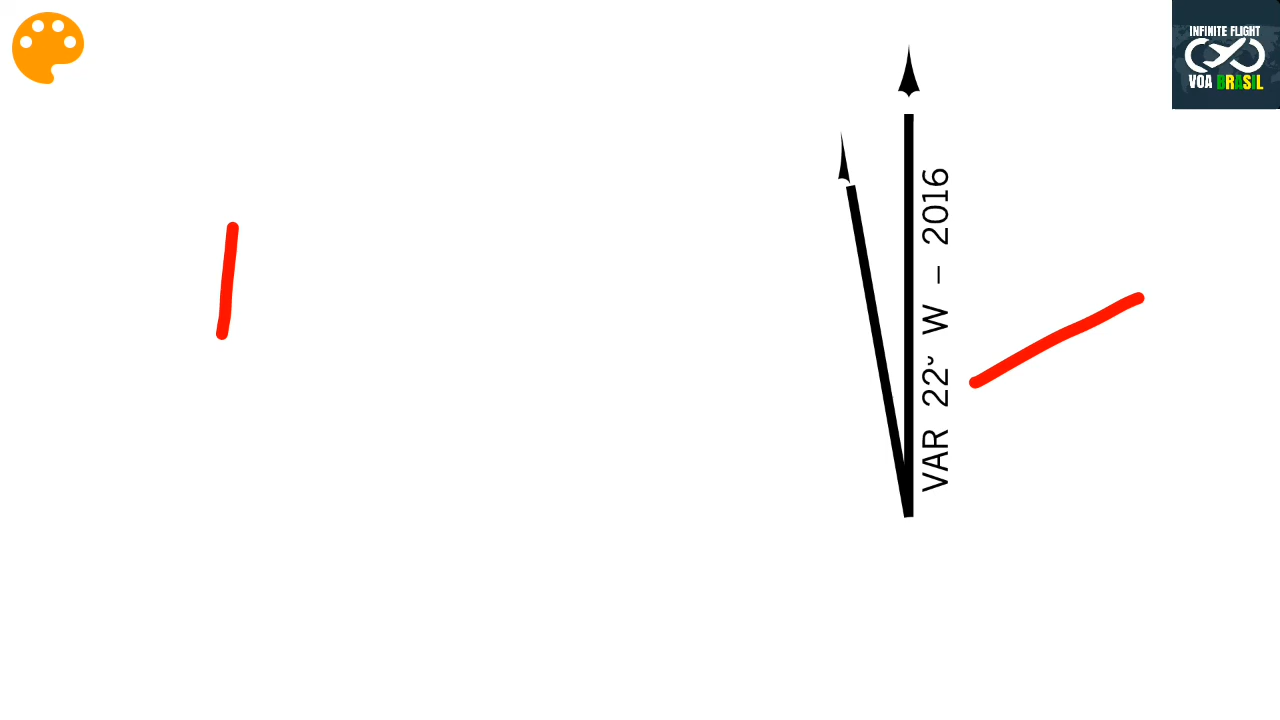 INFINITE FLIGHT
VOA BRASIL
VAR 22˘ W – 2016